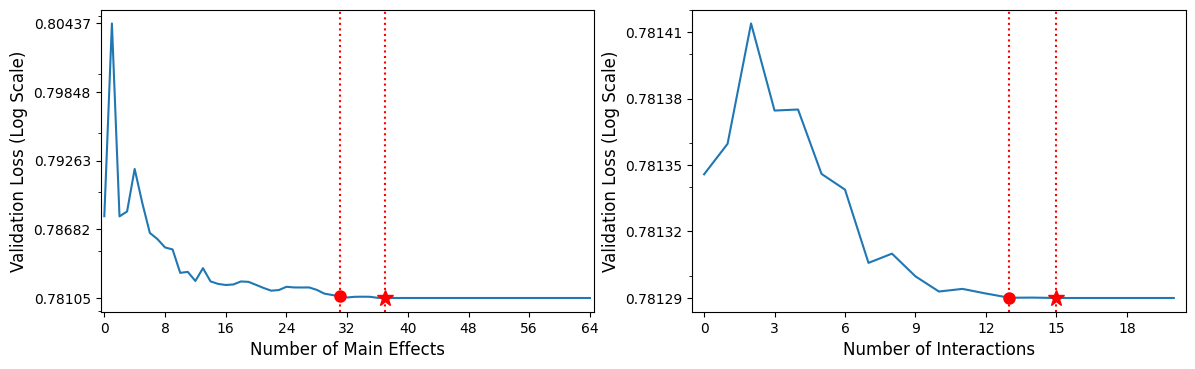 Validation Loss (Log Scale)
0.80437
0.79848
0.79263
0.78682
0.78105
0 8 16 24 32 40 48 56 64
Number of Main Effects
Validation Loss (Log Scale)
0.78141
0.78138
0.78135
0.78132
0.78129
0 3 6 9 12 15 18
Number of Interactions